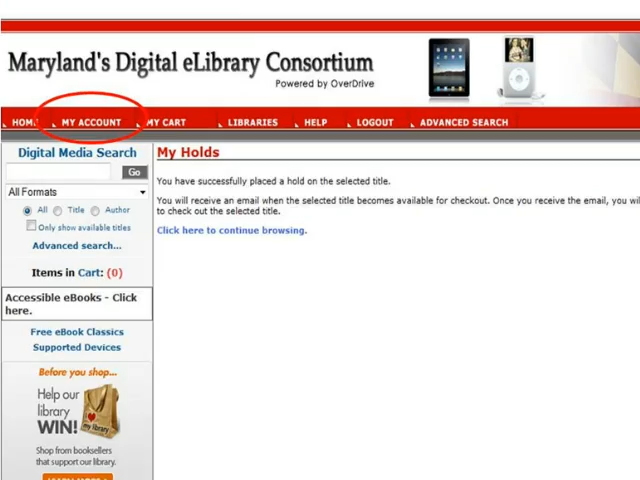 Maryland's Digital eLibrary Consortium
Powered by OverDrive
HOME MY ACCOUNT MY CART LIBRARIES HELP LOGOUT ADVANCED SEARCH
Digital Media Search
Go
All Formats
All Title Author
Only show available titles
Advanced search...
Items in Cart: (0)
Accessible eBooks - Click
here.
Free eBook Classics
Supported Devices
Before you shop...
Help our
library
WIN!
I my library
Shop from booksellers
that support our library.
LEARN MORE
My Holds
You have successfully placed a hold on the selected title.
You will receive an email when the selected title becomes available for checkout. Once you receive the email, you wil
to check out the selected title.
Click here to continue browsing.